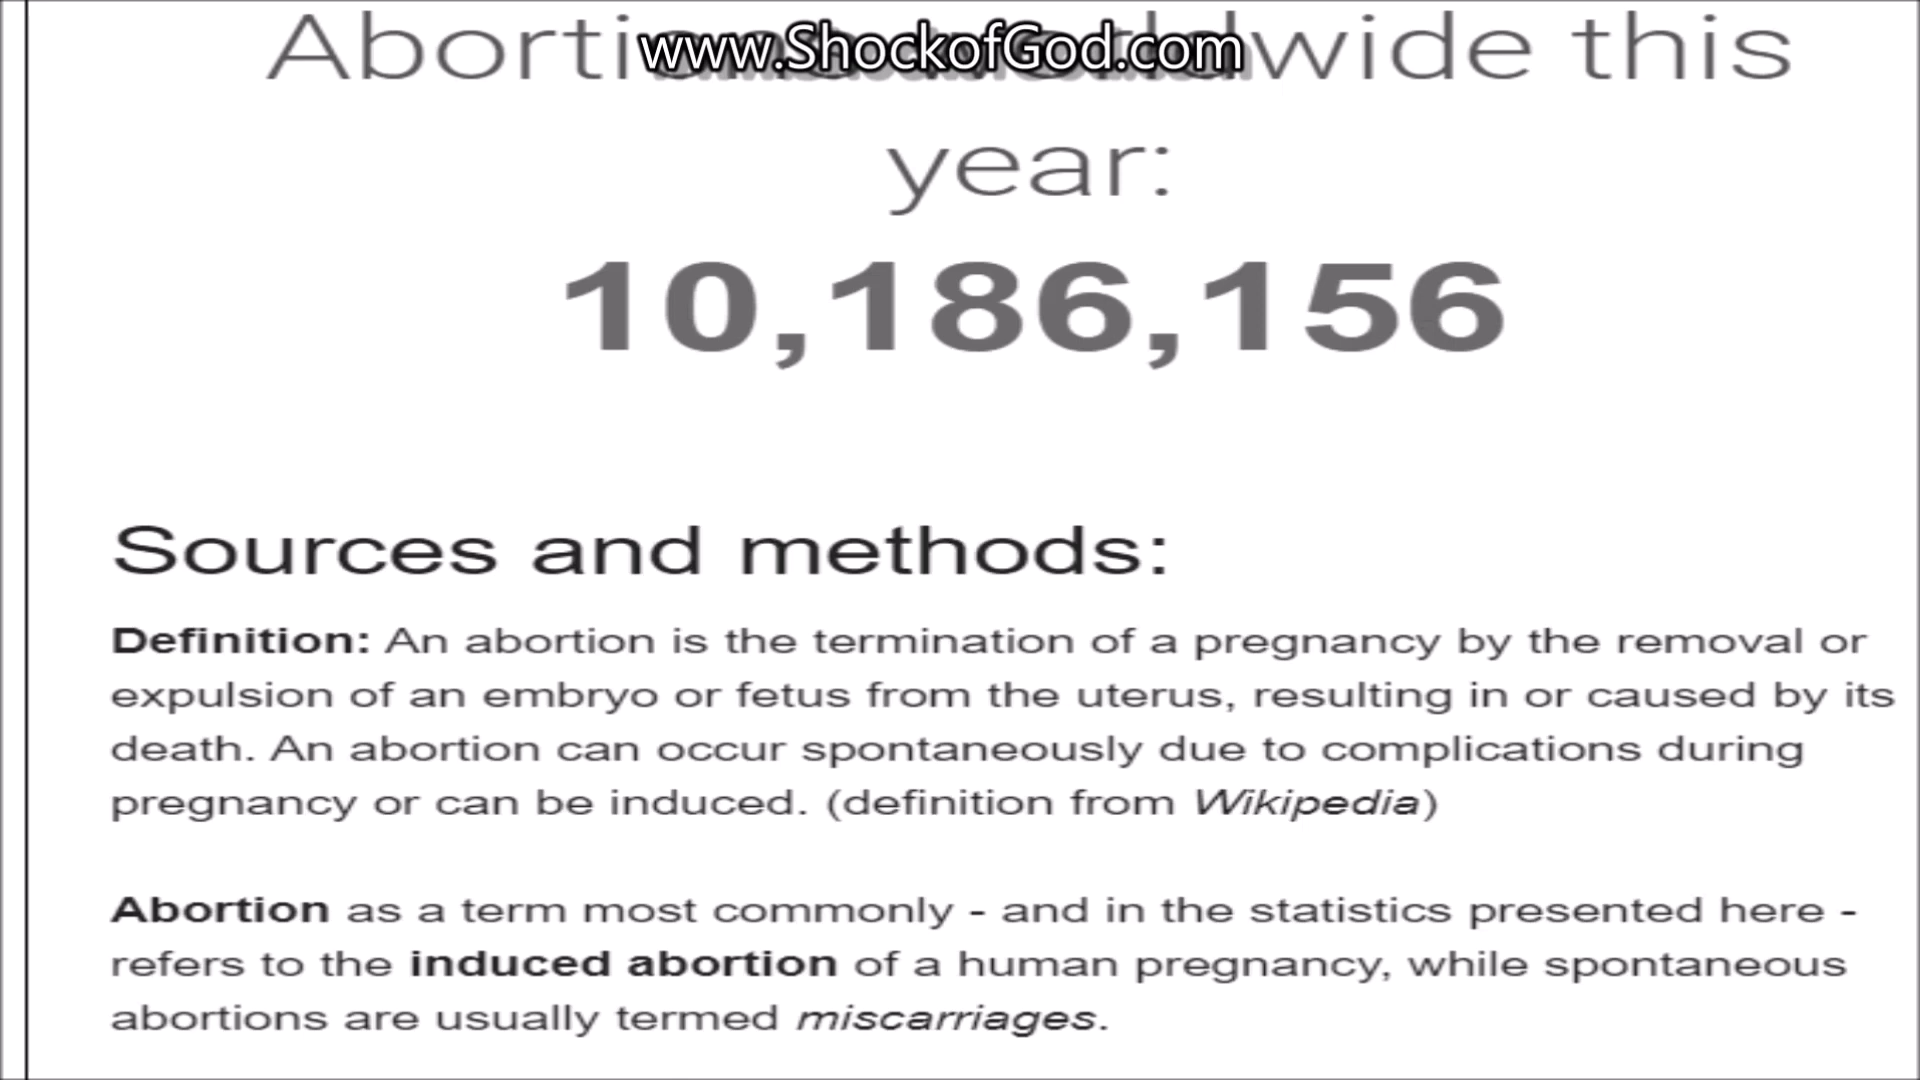 Abortions worldwide this
www.ShockofGod.com
year:
10,186,156
Sources and methods:
Definition: An abortion is the termination of a pregnancy by the removal or
expulsion of an embryo or fetus from the uterus, resulting in or caused by its
death. An abortion can occur spontaneously due to complications during
pregnancy or can be induced. (definition from Wikipedia)
Abortion as a term most commonly - and in the statistics presented here -
refers to the induced abortion of a human pregnancy, while spontaneous
abortions are usually termed miscarriages.